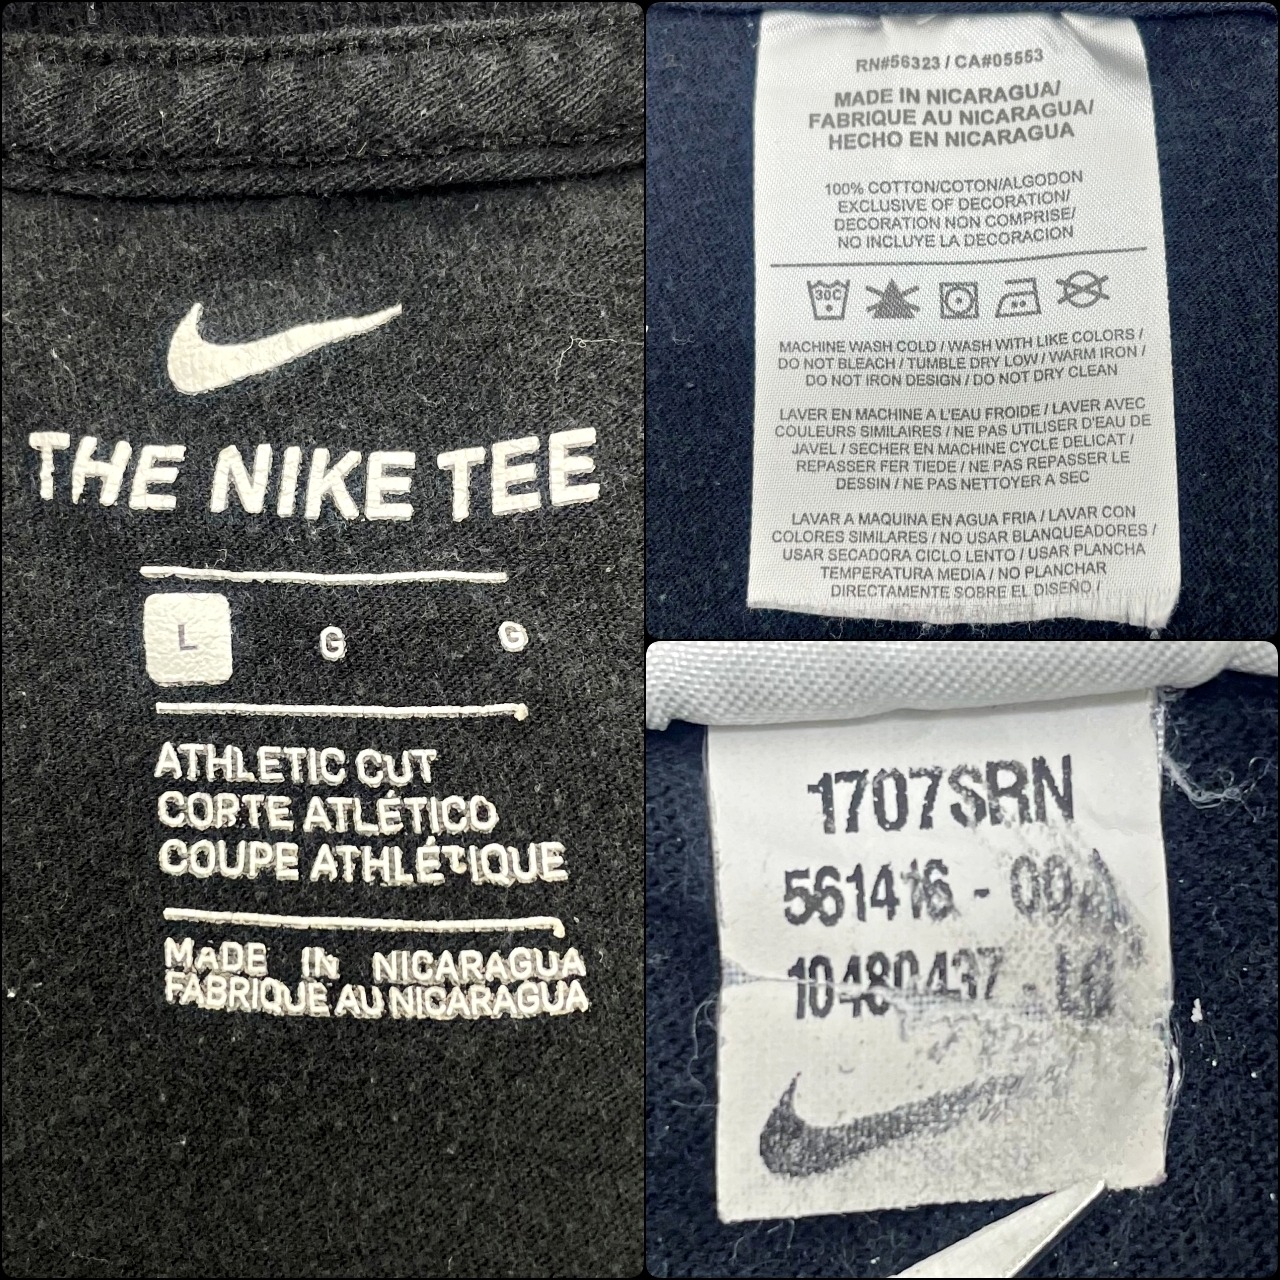 THE NIKE TEE
L G G
ATHLETIC CUT
CORTE ATLÉTICO
COUPE ATHLÉTIQUE
MADE IN NICARAGUA
FABRIQUE AU NICARAGUA
RN#56323 / CA#05553
MADE IN NICARAGUA/
FABRIQUE AU NICARAGUA/
HECHO EN NICARAGUA
100% COTTON/COTON/ALGODON
EXCLUSIVE OF DECORATION/
DECORATION NON COMPRISE/
NO INCLUYE LA DECORACION
30C
MACHINE WASH COLD / WASH WITH LIKE COLORS /
DO NOT BLEACH / TUMBLE DRY LOW / WARM IRON /
DO NOT IRON DESIGN / DO NOT DRY CLEAN
LAVER EN MACHINE A L'EAU FROIDE / LAVER AVEC
COULEURS SIMILAIRES / NE PAS UTILISER D'EAU DE
JAVEL / SECHER EN MACHINE CYCLE DELICAT /
REPASSER FER TIEDE / NE PAS REPASSER LE
DESSIN / NE PAS NETTOYER A SEC
LAVAR A MAQUINA EN AGUA FRIA / LAVAR CON
COLORES SIMILARES / NO USAR BLANQUEADORES /
USAR SECADORA CICLO LENTO / USAR PLANCHA
TEMPERATURA MEDIA / NO PLANCHAR
DIRECTAMENTE SOBRE EL DISEÑO /
1707SRN
561416 -
10480437